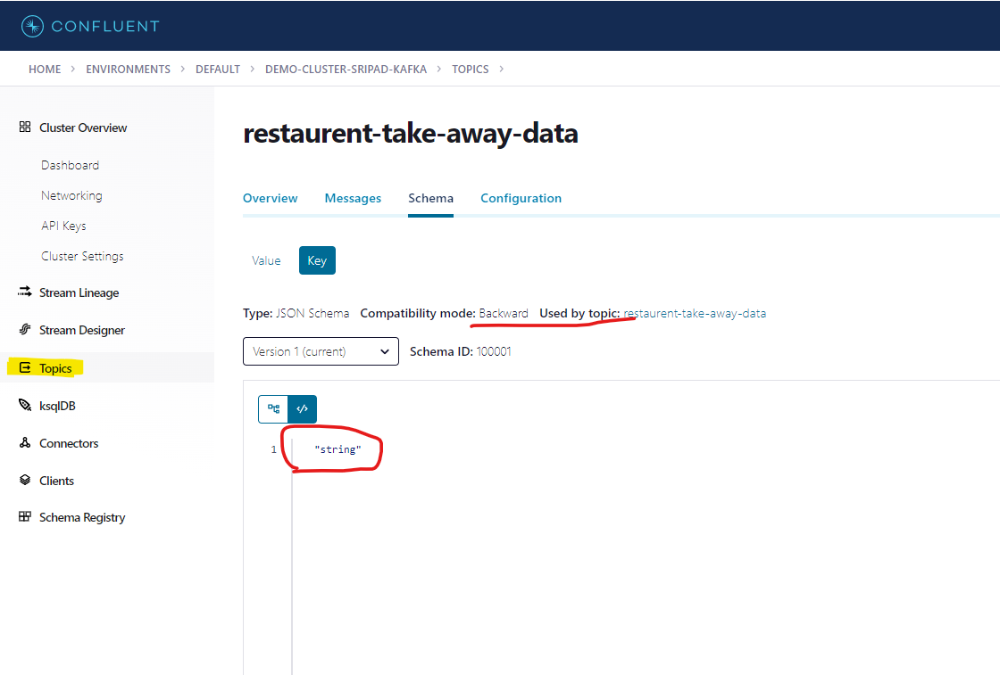 CONFLUENT
HOME > ENVIRONMENTS > DEFAULT > DEMO-CLUSTER-SRIPAD-KAFKA > TOPICS >
Cluster Overview
Dashboard
Networking
API Keys
Cluster Settings
Stream Lineage
Stream Designer
Topics
ksqlDB
Connectors
Clients
Schema Registry
restaurent-take-away-data
Overview Messages Schema Configuration
Value Key
Type: JSON Schema Compatibility mode: Backward Used by topic: restaurent-take-away-data
Version 1 (current) Schema ID: 100001
</>
1 "string"